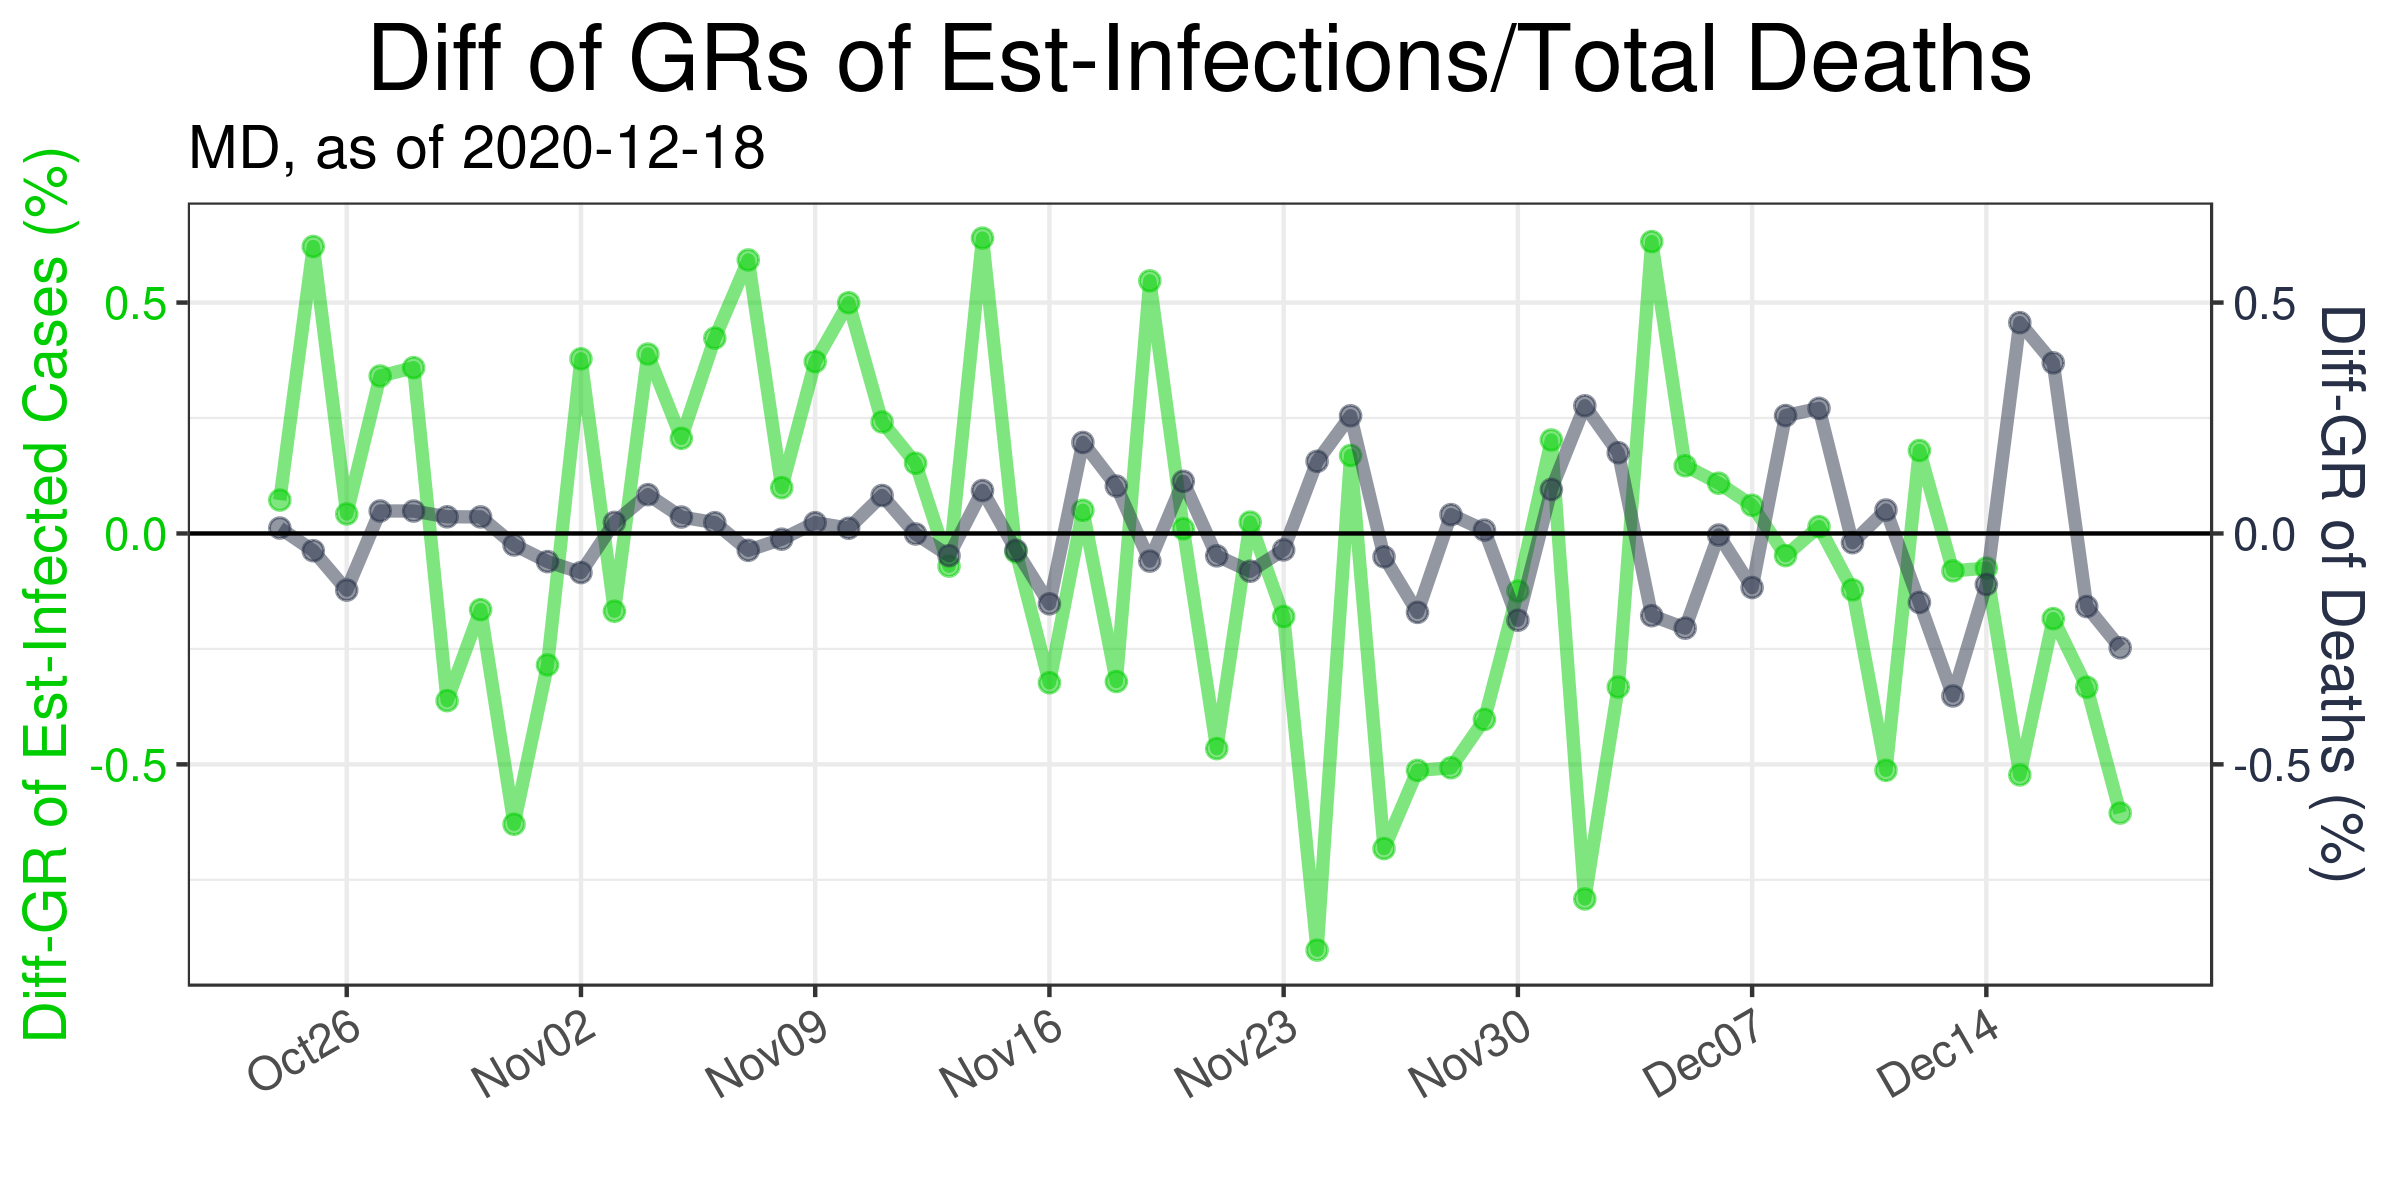 Diff of GRs of Est-Infections/Total Deaths
MD, as of 2020-12-18
Diff-GR of Est-Infected Cases (%)
0.5
0.0
-0.5
0.5
0.0
-0.5
Diff-GR of Deaths (%)
Oct26
Nov02
Nov09
Nov16
Nov23
Nov30
Dec07
Dec14